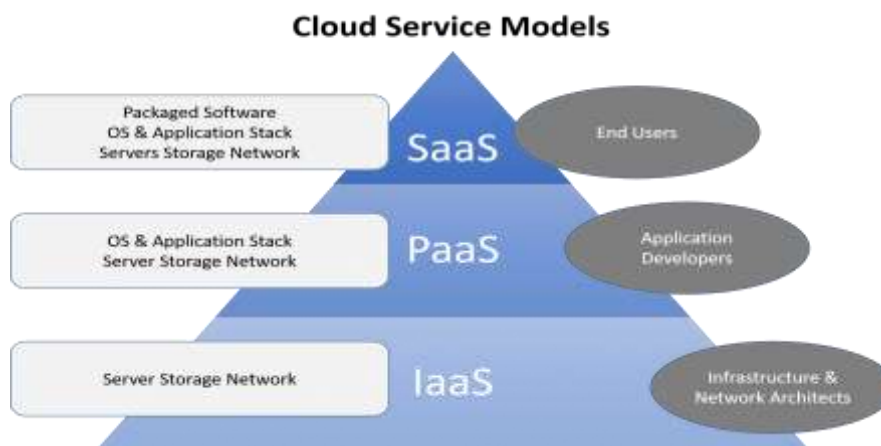 Cloud Service Models
Packaged Software
OS & Application Stack
Servers Storage Network
SaaS
End Users
OS & Application Stack
Server Storage Network
PaaS
Application
Developers
Server Storage Network
IaaS
Infrastructure &
Network Architects